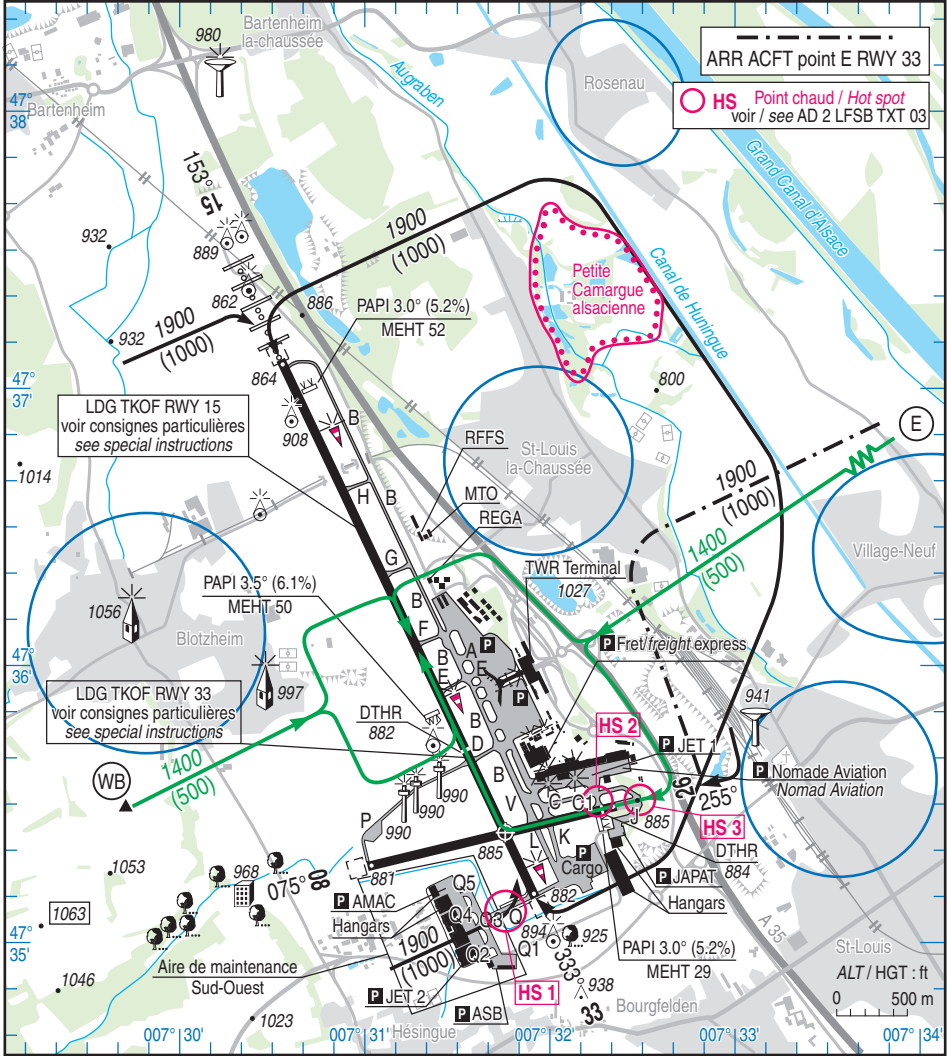 Bartenheim
la-chaussée
980
Augraben
Rosenau
ARR ACFT point E RWY 33
HS Point chaud / Hot spot
voir / see AD 2 LFSB TXT 03
47°
38'
Bartenheim
Grand Canal d'Alsace
153°
15
1900
(1000)
932
889
862
886
Petite
Camargue
alsacienne
Canal de Huningue
PAPI 3.0° (5.2%)
MEHT 52
1900
(1000)
932
864
47°
37'
800
LDG TKOF RWY 15
voir consignes particulières
see special instructions
908
B
E
RFFS
St-Louis
la-Chaussée
1014
H
B
MTO
REGA
1900
(1000)
1400
(500)
Village-Neuf
G
TWR Terminal
1027
PAPI 3.5° (6.1%)
MEHT 50
1056
Blotzheim
B
F
A
P
P Fret/freight express
47°
36'
B
E
E
T
P
LDG TKOF RWY 33
voir consignes particulières
see special instructions
997
941
DTHR
882
B
D
HS 2
P JET 1
WB
1400
(500)
B
P Nomade Aviation
Nomad Aviation
26
255°
990
990
990
P
V
C
C1
J
885
HS 3
885
L
K
DTHR
884
1053
968
075°
08
881
P
Cargo
P JAPAT
Hangars
882
P AMAC
Hangars
Q5
Q4
Q3
Q
1063
894
925
A 35
47°
35'
1900
(1000)
Q2
Q1
PAPI 3.0° (5.2%)
MEHT 29
St-Louis
Aire de maintenance
Sud-Ouest
333°
33
938
ALT / HGT : ft
1046
P JET 2
HS 1
0 500 m
P ASB
Bourgfelden
1023
Hésingue
007° 30'
007° 31'
007° 32'
007° 33'
007° 34'